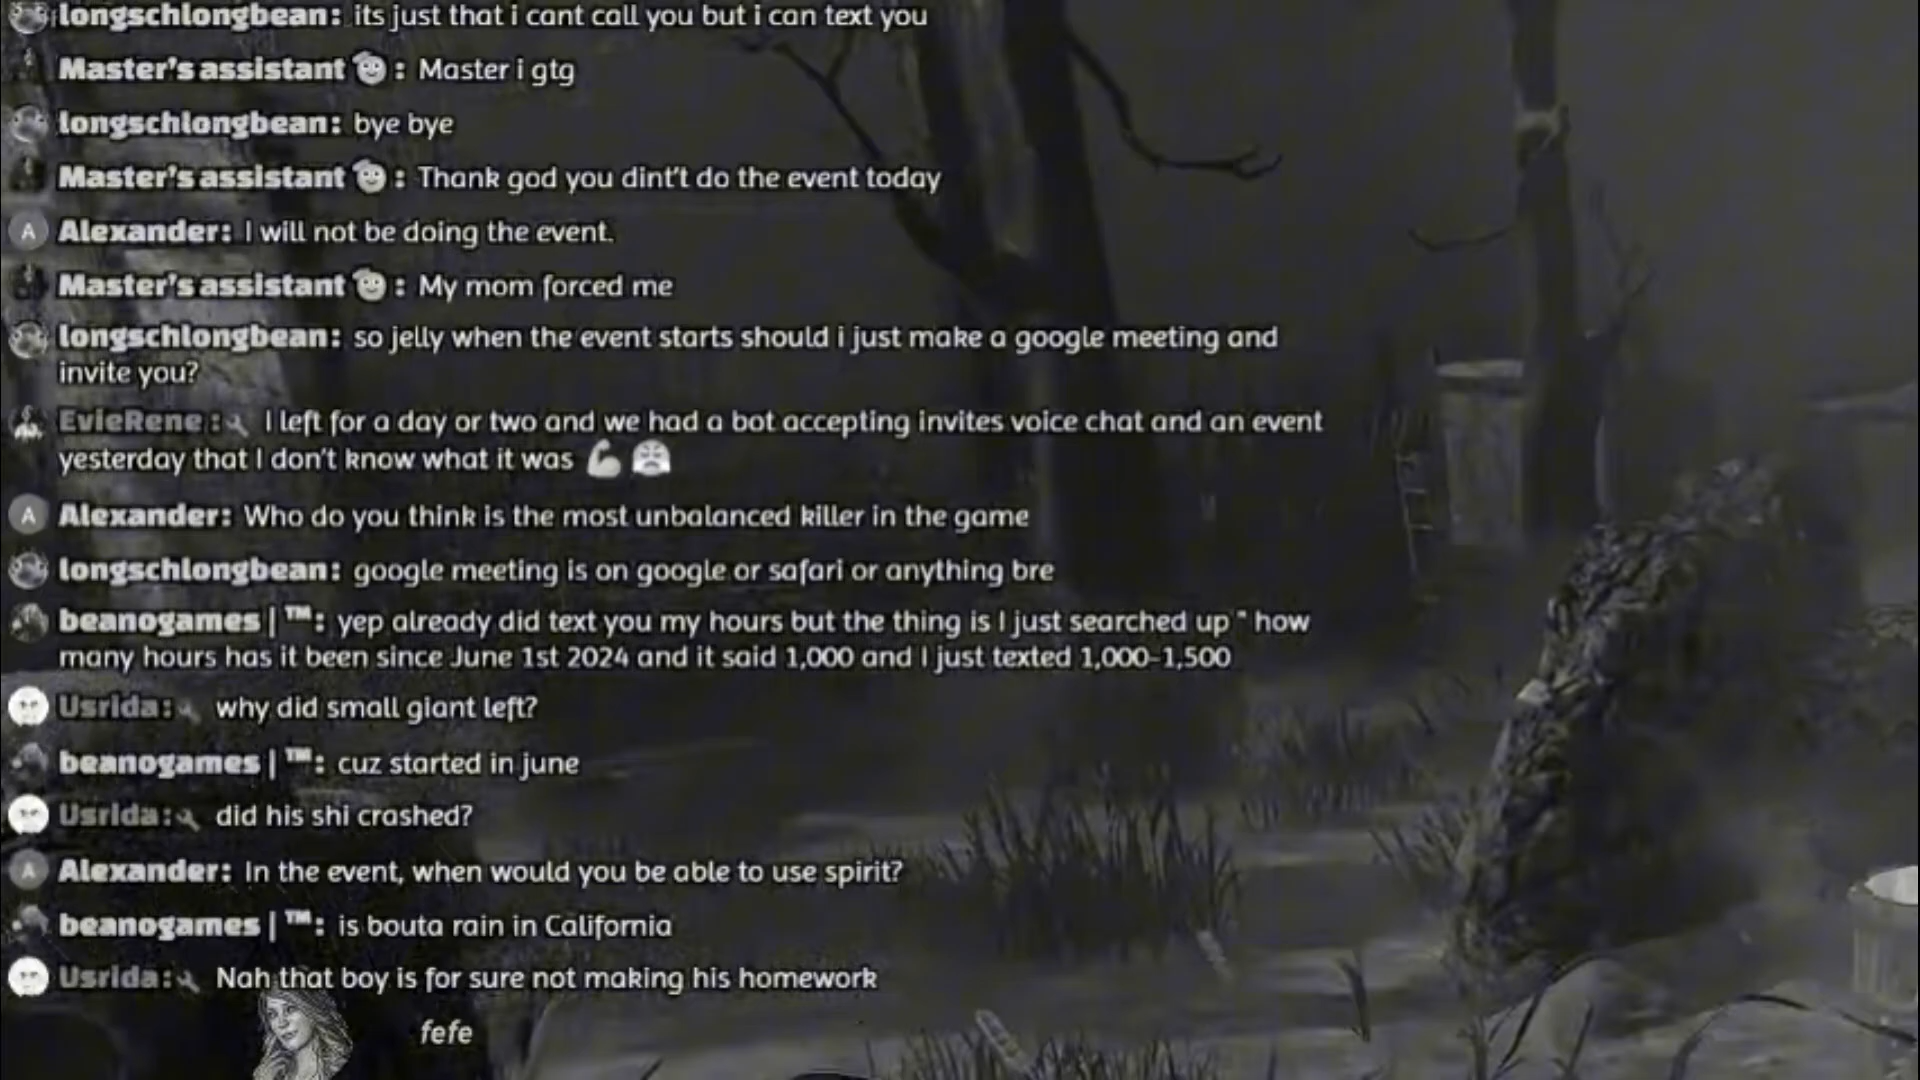 longschlongbean: its just that i cant call you but i can text you
Master's assistant : Master i gtg
longschlongbean: bye bye
Master's assistant : Thank god you dint't do the event today
A Alexander: I will not be doing the event.
Master's assistant : My mom forced me
longschlongbean: so jelly when the event starts should i just make a google meeting and
invite you?
EvieRene : I left for a day or two and we had a bot accepting invites voice chat and an event
yesterday that I don't know what it was 💪 😤
A Alexander: Who do you think is the most unbalanced killer in the game
longschlongbean: google meeting is on google or safari or anything bre
beanogames | ™: yep already did text you my hours but the thing is I just searched up " how
many hours has it been since June 1st 2024 and it said 1,000 and I just texted 1,000-1,500
Usrida: why did small giant left?
beanogames | ™: cuz started in june
Usrida: did his shi crashed?
A Alexander: In the event, when would you be able to use spirit?
beanogames | ™: is bouta rain in California
Usrida: Nah that boy is for sure not making his homework
fefe